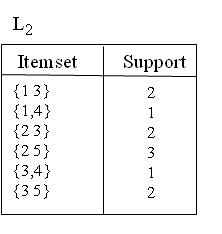 L2
Itemset Support
{1 3} 2
{1,4} 1
{2 3} 2
{2 5} 3
{3,4} 1
{3 5} 2